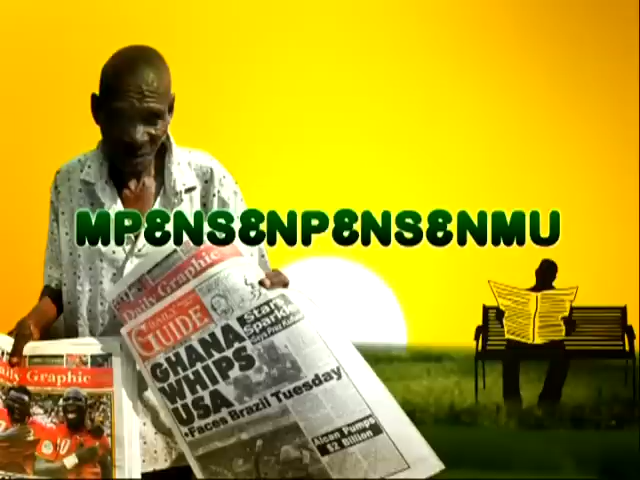 MPƐNSƐNPƐNSƐNMU
Daily Graphic
DAILY
GUIDE
Stars
Sparkle
GHANA
WHIPS
USA
•Faces Brazil Tuesday
Alcan Pumps
$2 Billion
Daily Graphic